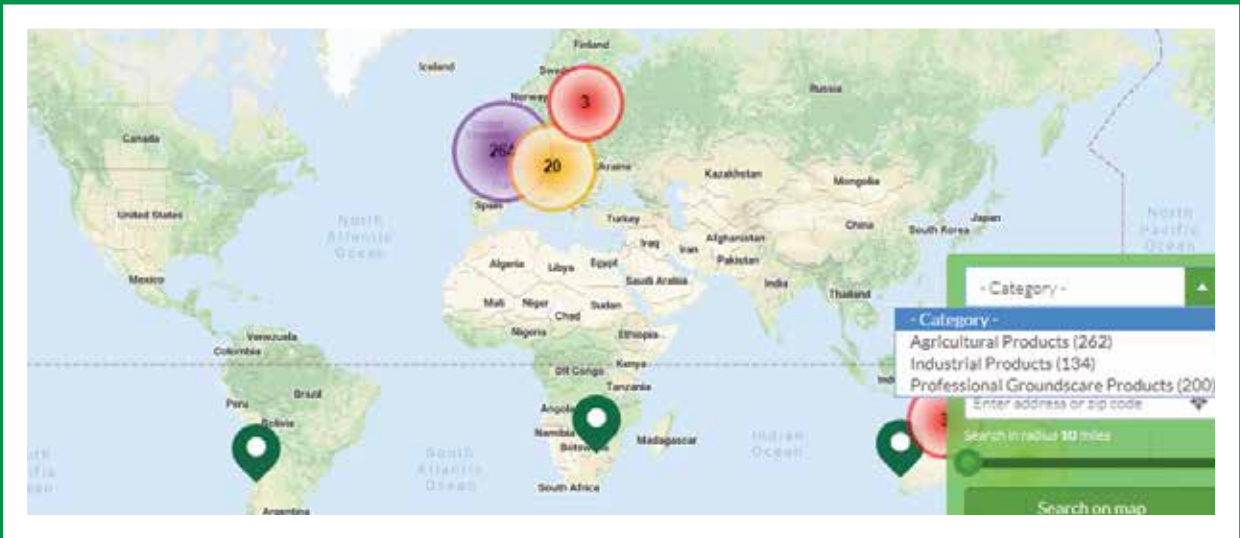 Finland
Iceland
Swed
Norway
Russia
3
Canada
264
20
Ukraine
Kazakhstan
Mongolia
Spain
United States
North
Atlantic
Ocean
Turkey
China
Japan
South Korea
North
Pacific
Ocean
Iraq
Iran
Afghanistan
Pakistan
Algeria
Libya
Egypt
Saudi Arabia
Mexico
India
Thailand
- Category -
Mali
Niger
Chad
Sudan
- Category -
Nigeria
Ethiopia
Agricultural Products (262)
Venezuela
Colombia
Industrial Products (134)
DR Congo
Kenya
Tanzania
Professional Groundscare Products (200)
Peru
Brazil
Enter address or zip code
Angola
Bolivia
3
Namibia
Botswana
Madagascar
Indian
Ocean
Search in radius 10 miles
South
Atlantic
Ocean
South Africa
Argentina
Search on map